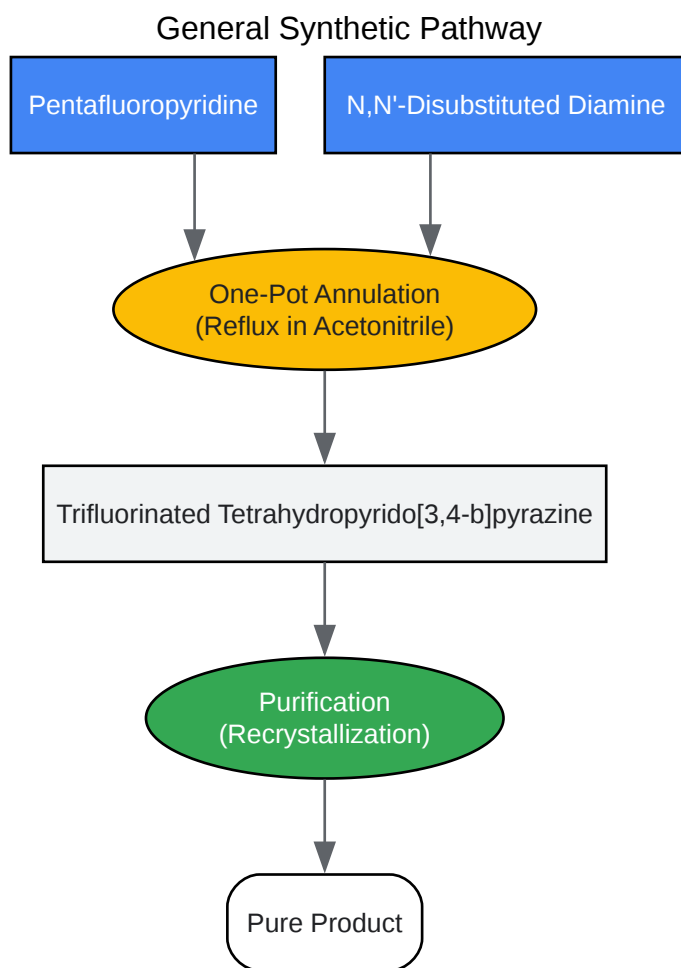 General Synthetic Pathway
Pentafluoropyridine
N,N'-Disubstituted Diamine
One-Pot Annulation
(Reflux in Acetonitrile)
Trifluorinated Tetrahydropyrido[3,4-b]pyrazine
Purification
(Recrystallization)
Pure Product